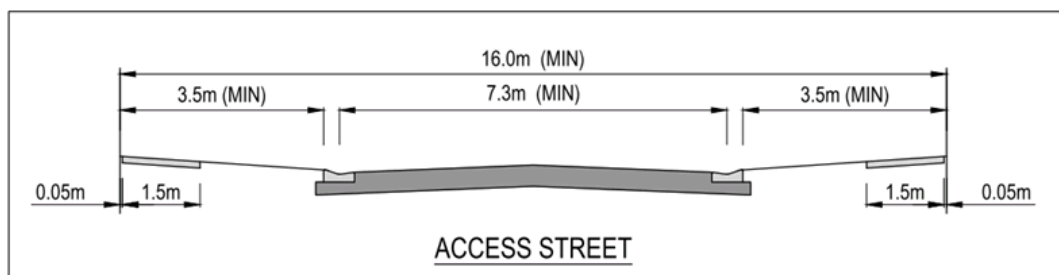 16.0m (MIN)
3.5m (MIN) 7.3m (MIN) 3.5m (MIN)
0.05m 1.5m 1.5m 0.05m
ACCESS STREET